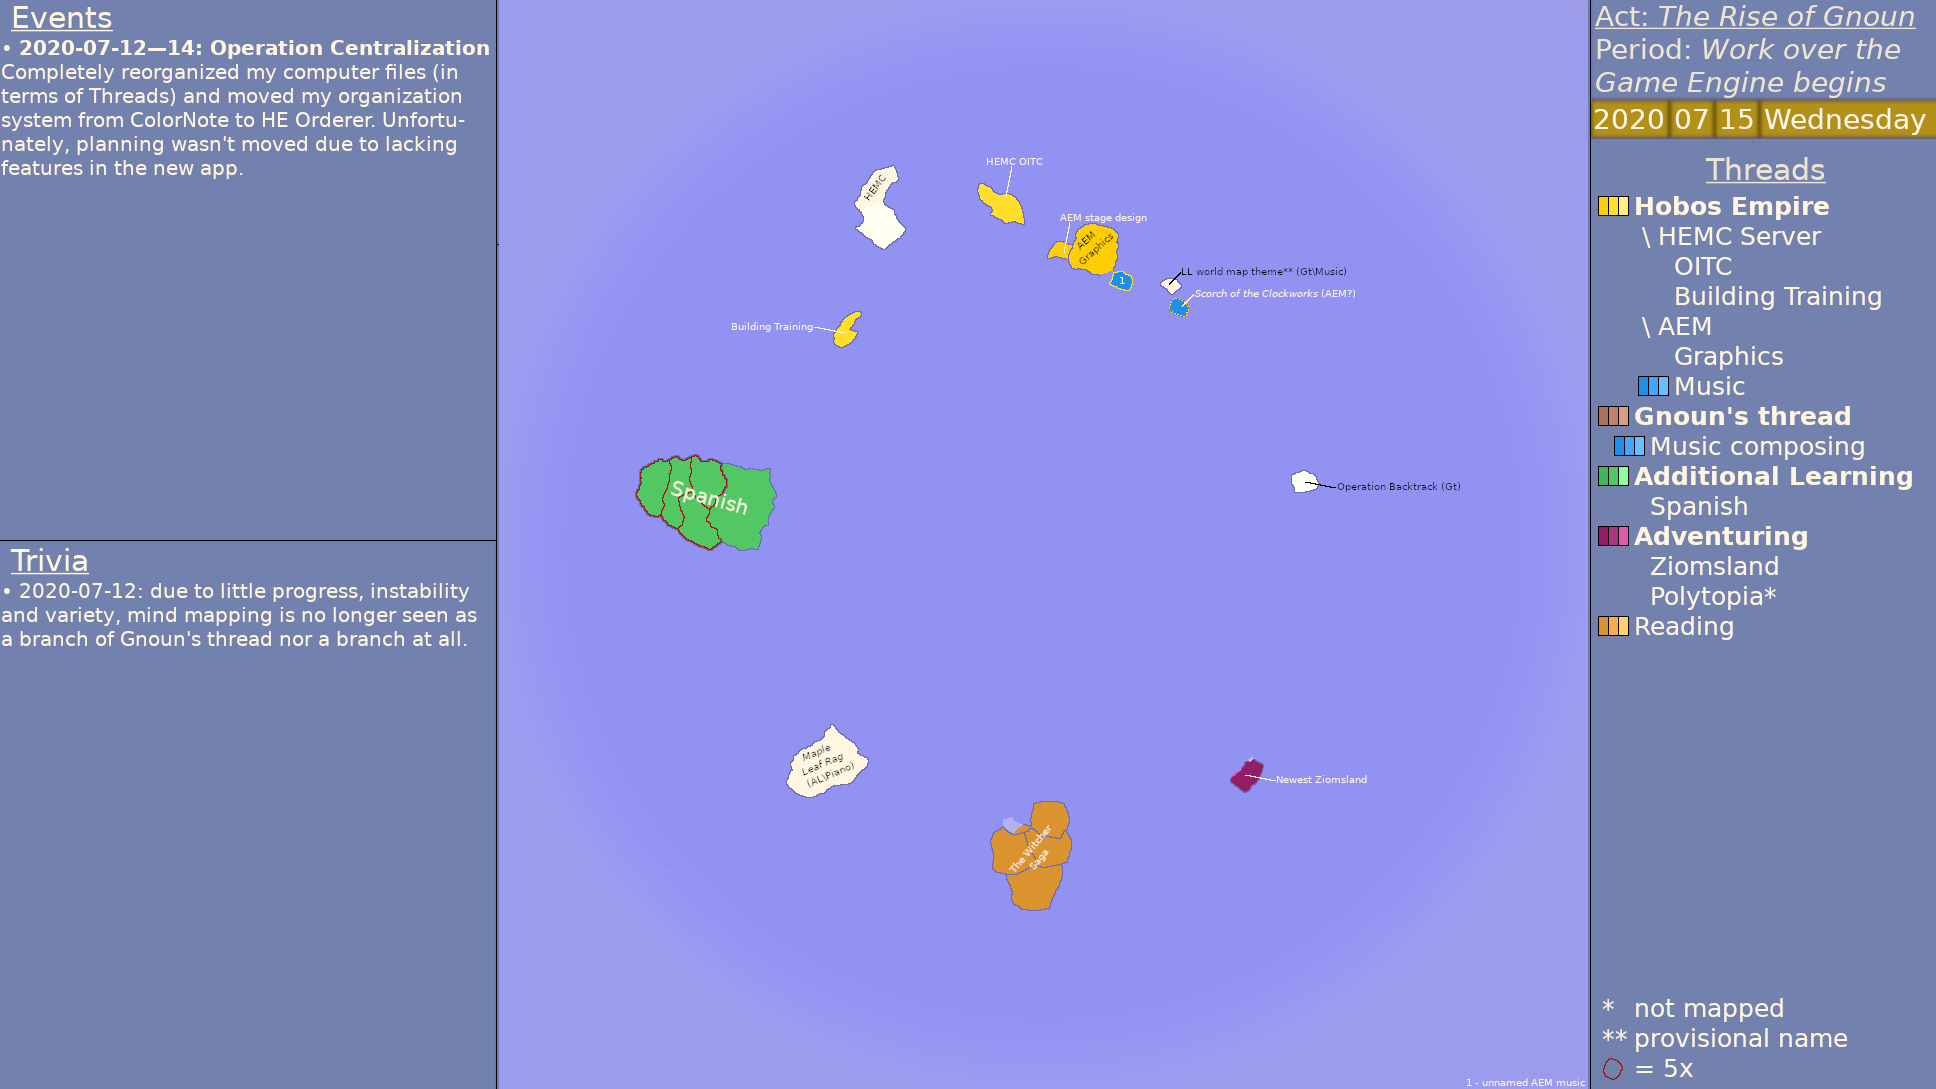 Events
• 2020-07-12—14: Operation Centralization
Completely reorganized my computer files (in
terms of Threads) and moved my organization
system from ColorNote to HE Orderer. Unfortu-
nately, planning wasn't moved due to lacking
features in the new app.
Trivia
• 2020-07-12: due to little progress, instability
and variety, mind mapping is no longer seen as
a branch of Gnoun's thread nor a branch at all.
HEMC
HEMC OITC
AEM stage design
AEM
Graphics
1
LL world map theme** (Gt\Music)
Scorch of the Clockworks (AEM?)
Building Training
Spanish
Operation Backtrack (Gt)
Maple
Leaf Rag
(AL\Piano)
Newest Ziomsland
The Witcher
Saga
1 - unnamed AEM music
Act: The Rise of Gnoun
Period: Work over the
Game Engine begins
2020 07 15 Wednesday
Threads
Hobos Empire
\ HEMC Server
OITC
Building Training
\ AEM
Graphics
Music
Gnoun's thread
Music composing
Additional Learning
Spanish
Adventuring
Ziomsland
Polytopia*
Reading
* not mapped
** provisional name
= 5x